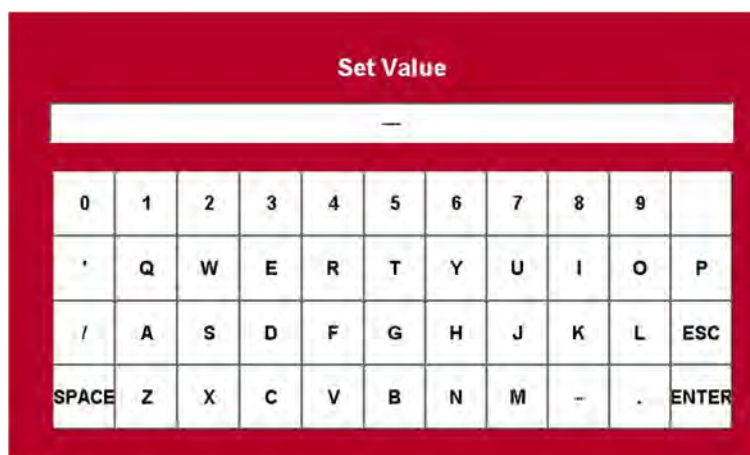 Set Value
---
0 1 2 3 4 5 6 7 8 9
' Q W E R T Y U I O P
/ A S D F G H J K L ESC
SPACE Z X C V B N M - . ENTER